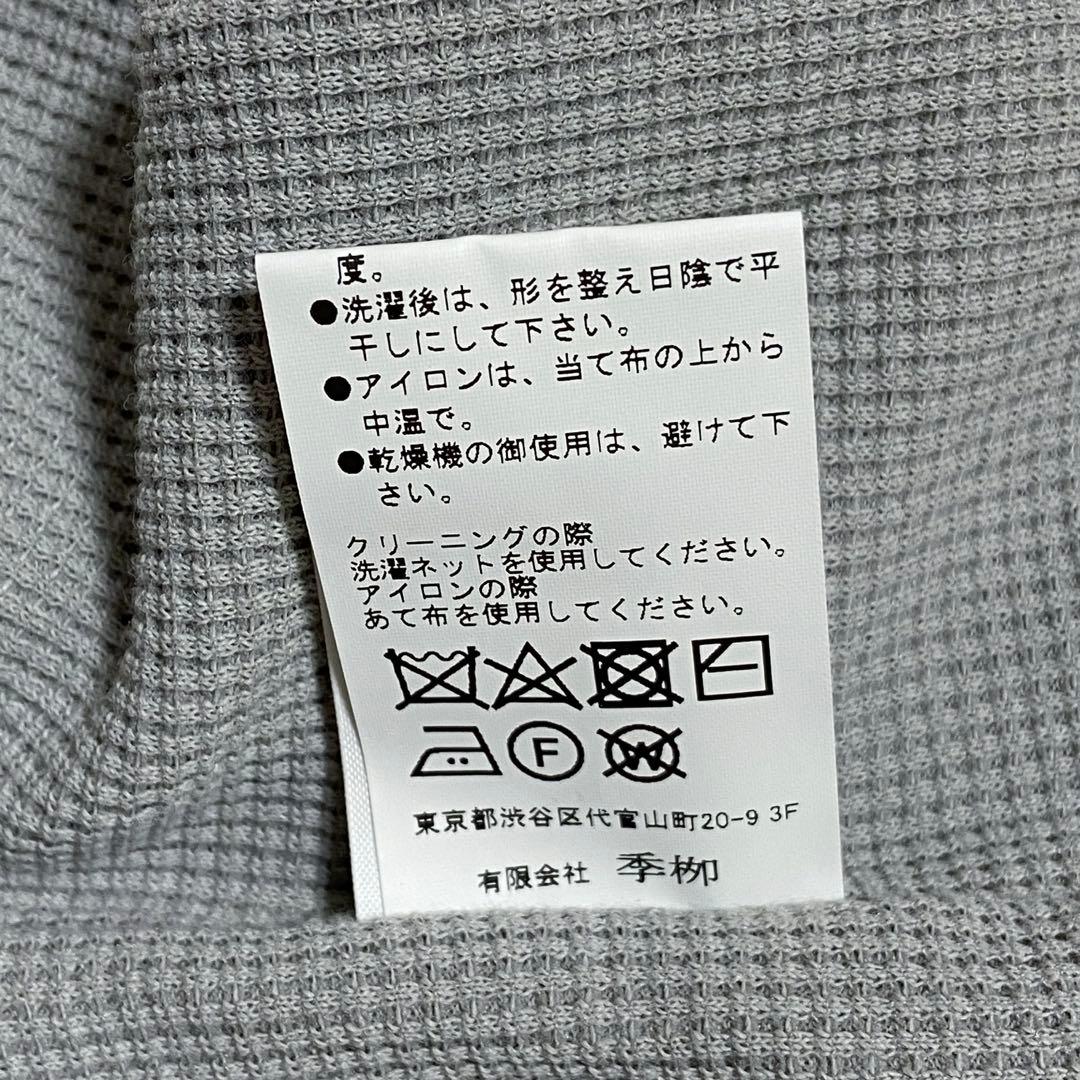 度。
●洗濯後は、形を整え日陰で平
干しにして下さい。
●アイロンは、当て布の上から
中温で。
●乾燥機の御使用は、避けて下
さい。
クリーニングの際
洗濯ネットを使用してください。
アイロンの際
あて布を使用してください。
F
W
東京都渋谷区代官山町20-9 3F
有限会社 季栁